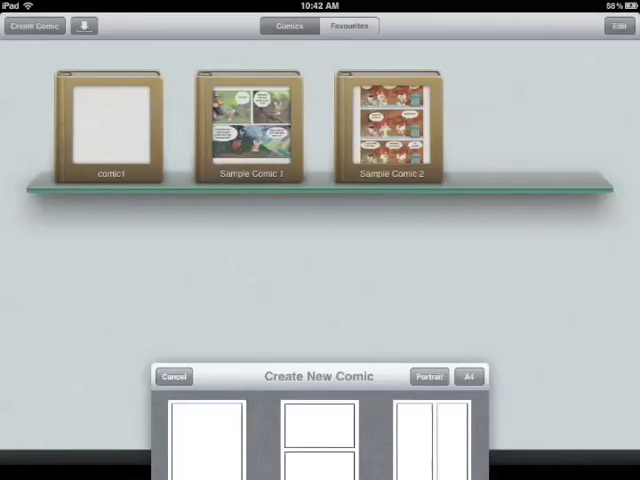 iPad 10:42 AM 58%
Create Comic Comics Favourites Edit
comic1 Sample Comic 1 Sample Comic 2
Cancel Create New Comic Portrait A4